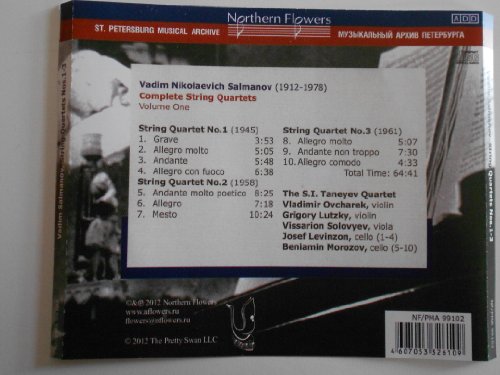 Northern Flowers
ADD
ST. PETERSBURG MUSICAL ARCHIVE
МУЗЫКАЛЬНЫЙ АРХИВ ПЕТЕРБУРГА
Vadim Nikolaevich Salmanov (1912-1978)
Complete String Quartets
Volume One
String Quartet No.1 (1945)
1. Grave 3:53
2. Allegro molto 5:05
3. Andante 5:48
4. Allegro con fuoco 6:38
String Quartet No.2 (1958)
5. Andante molto poetico 8:25
6. Allegro 7:18
7. Mesto 10:24
String Quartet No.3 (1961)
8. Allegro molto 5:07
9. Andante non troppo 7:30
10. Allegro comodo 4:33
Total Time: 64:41
The S.I. Taneyev Quartet
Vladimir Ovcharek, violin
Grigory Lutzky, violin
Vissarion Solovyev, viola
Josef Levinzon, cello (1-4)
Beniamin Morozov, cello (5-10)
©&℗ 2012 Northern Flowers
www.aflowers.ru
flowers@aflowers.ru
© 2012 The Pretty Swan LLC
NF/PMA 99102
4607053326109
Vadim Salmanov. String Quartets Nos.1-3